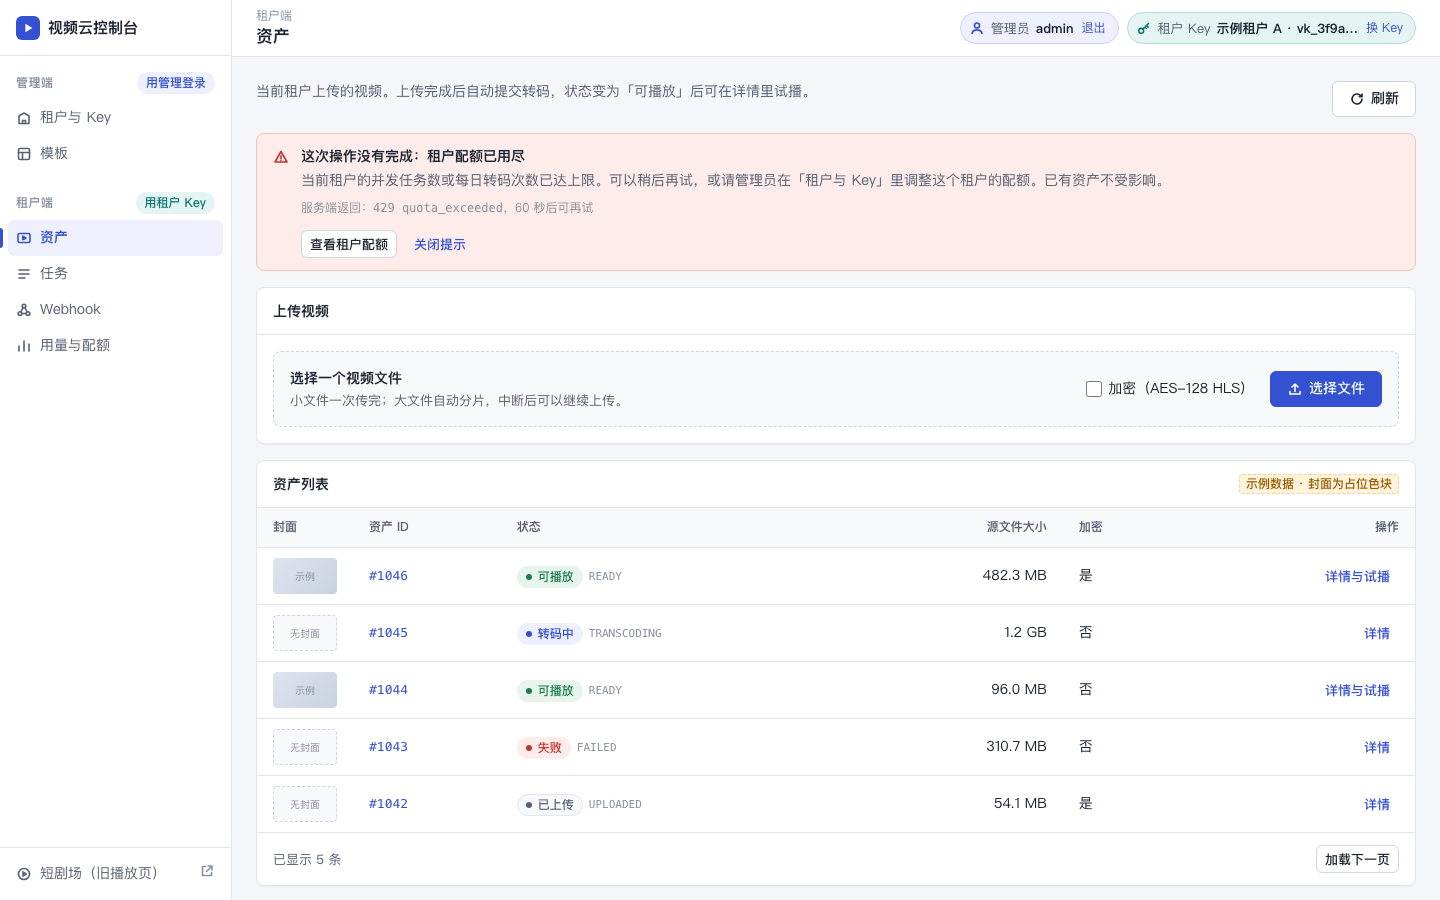 视频云控制台
管理端 用管理登录
租户与 Key
模板
租户端 用租户 Key
资产
任务
Webhook
用量与配额
短剧场（旧播放页）
租户端
资产
管理员 admin 退出
租户 Key 示例租户 A · vk_3f9a... 换 Key
当前租户上传的视频。上传完成后自动提交转码，状态变为「可播放」后可在详情里试播。
刷新
这次操作没有完成：租户配额已用尽
当前租户的并发任务数或每日转码次数已达上限。可以稍后再试，或请管理员在「租户与 Key」里调整这个租户的配额。已有资产不受影响。
服务端返回：429 quota_exceeded，60 秒后可再试
查看租户配额 关闭提示
上传视频
选择一个视频文件
小文件一次传完；大文件自动分片，中断后可以继续上传。
加密（AES-128 HLS） 选择文件
资产列表 示例数据 · 封面为占位色块
封面 资产 ID 状态 源文件大小 加密 操作
示例 #1046 可播放 READY 482.3 MB 是 详情与试播
无封面 #1045 转码中 TRANSCODING 1.2 GB 否 详情
示例 #1044 可播放 READY 96.0 MB 否 详情与试播
无封面 #1043 失败 FAILED 310.7 MB 否 详情
无封面 #1042 已上传 UPLOADED 54.1 MB 是 详情
已显示 5 条 加载下一页